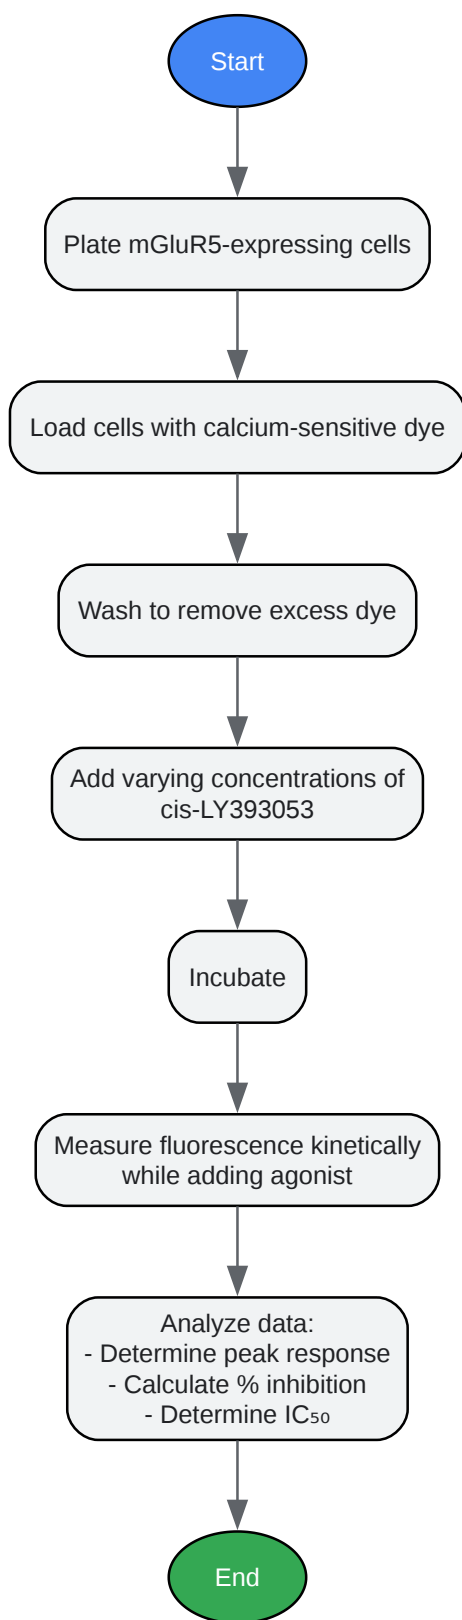 Start
Plate mGluR5-expressing cells
Load cells with calcium-sensitive dye
Wash to remove excess dye
Add varying concentrations of
cis-LY393053
Incubate
Measure fluorescence kinetically
while adding agonist
Analyze data:
- Determine peak response
- Calculate % inhibition
- Determine IC₅₀
End